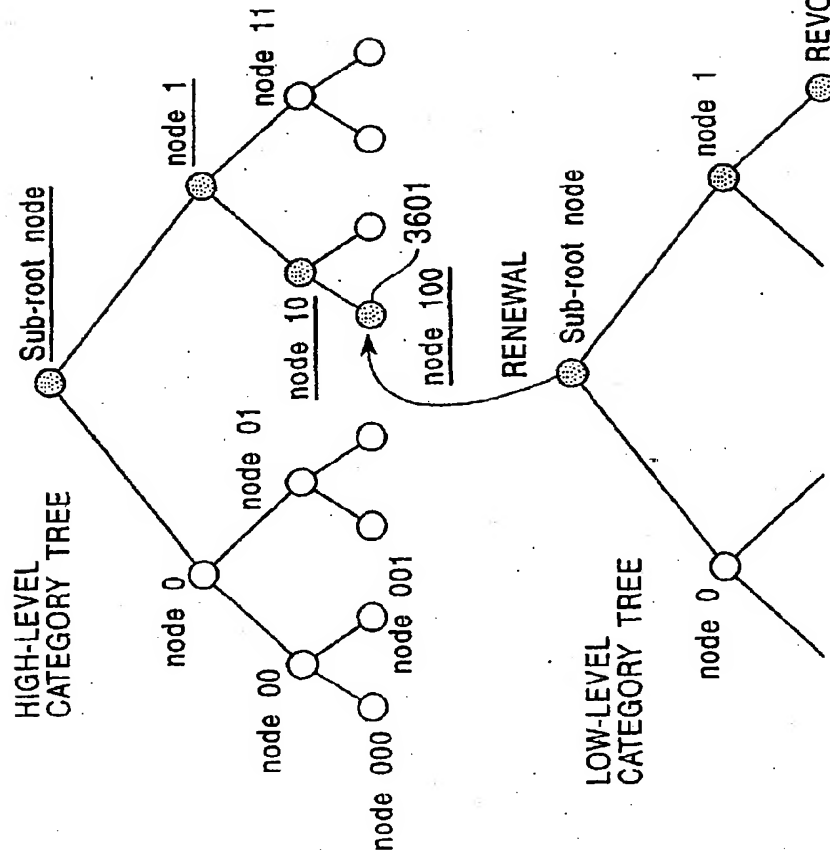 HIGH-LEVEL
CATEGORY TREE
Sub-root node
node 0
node 1
node 00
node 01
node 10
node 11
node 000
node 001
node 100
3601
RENEWAL
LOW-LEVEL
CATEGORY TREE
Sub-root node
node 0
node 1